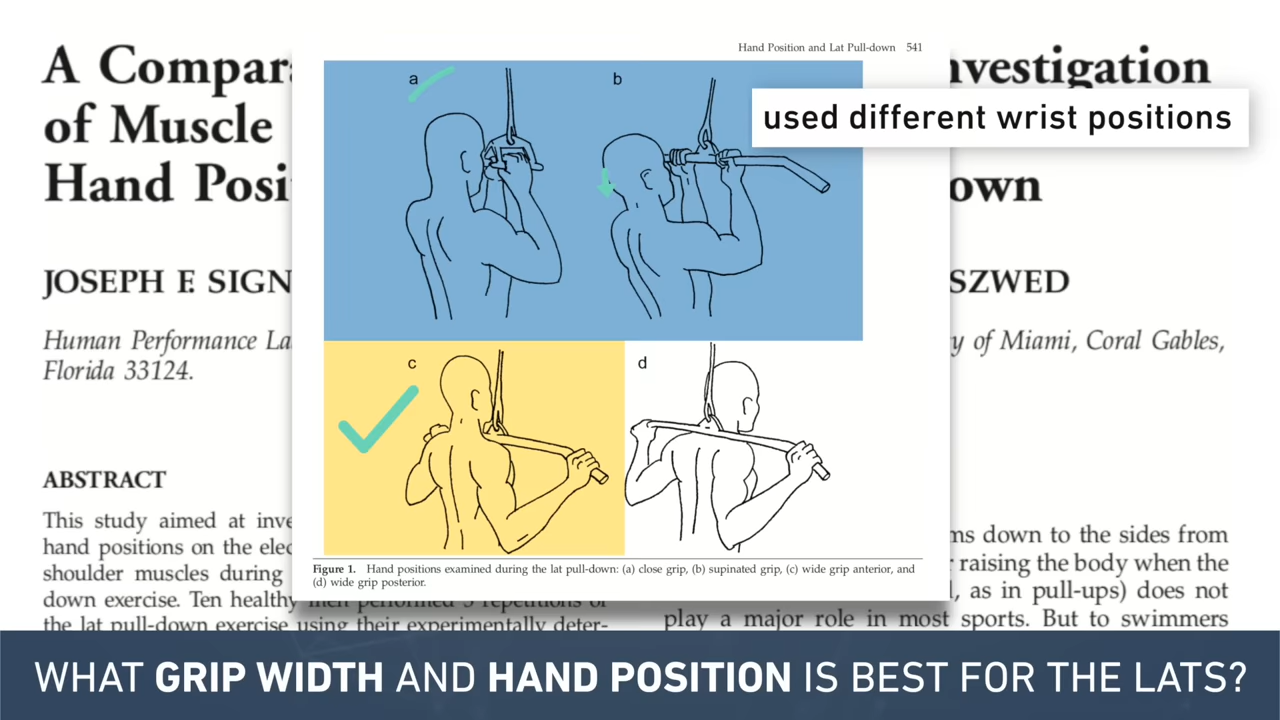 Hand Position and Lat Pull-down 541
A Compar
nvestigation
of Muscle
Hand Posi
own
used different wrist positions
a
b
JOSEPH F. SIGN
SZWED
Human Performance La
y of Miami, Coral Gables,
Florida 33124.
c
d
ABSTRACT
This study aimed at inve
hand positions on the elec
shoulder muscles during
down exercise. Ten healthy men performed 3 repetitions of
the lat pull-down exercise using their experimentally deter-
ms down to the sides from
raising the body when the
, as in pull-ups) does not
play a major role in most sports. But to swimmers
Figure 1. Hand positions examined during the lat pull-down: (a) close grip, (b) supinated grip, (c) wide grip anterior, and
(d) wide grip posterior.
WHAT GRIP WIDTH AND HAND POSITION IS BEST FOR THE LATS?